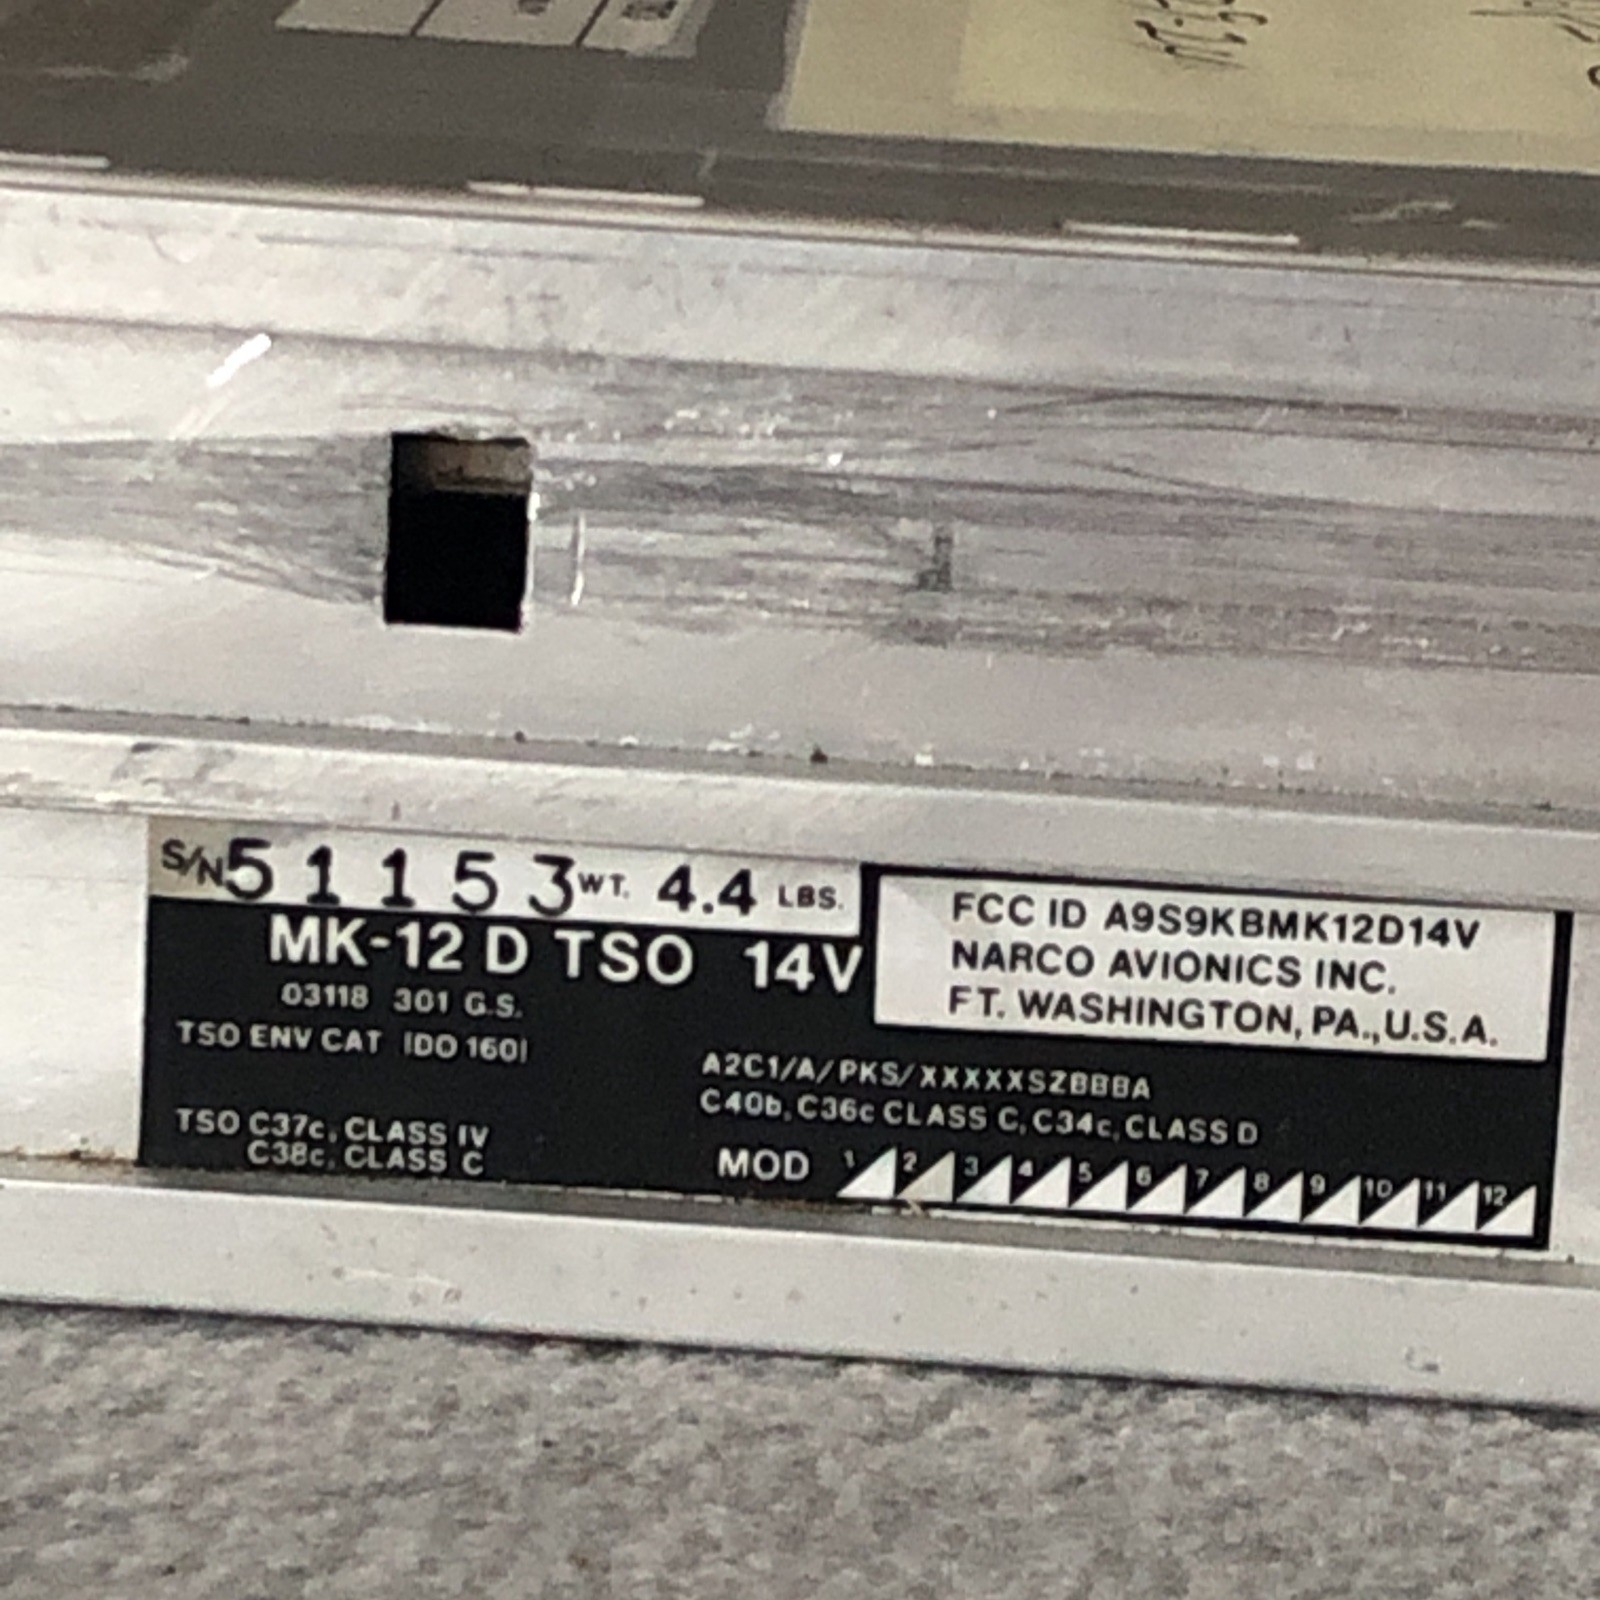 S/N 51153 WT. 4.4 LBS.
MK-12 D TSO 14V
03118 301 G.S.
TSO ENV CAT IDO 160I
TSO C37c, CLASS IV
C38c, CLASS C
FCC ID A9S9KBMK12D14V
NARCO AVIONICS INC.
FT. WASHINGTON, PA., U.S.A.
A2C1/A/PKS/XXXXXSZBBBA
C40b, C36c CLASS C, C34c, CLASS D
MOD 1 2 3 4 5 6 7 8 9 10 11 12